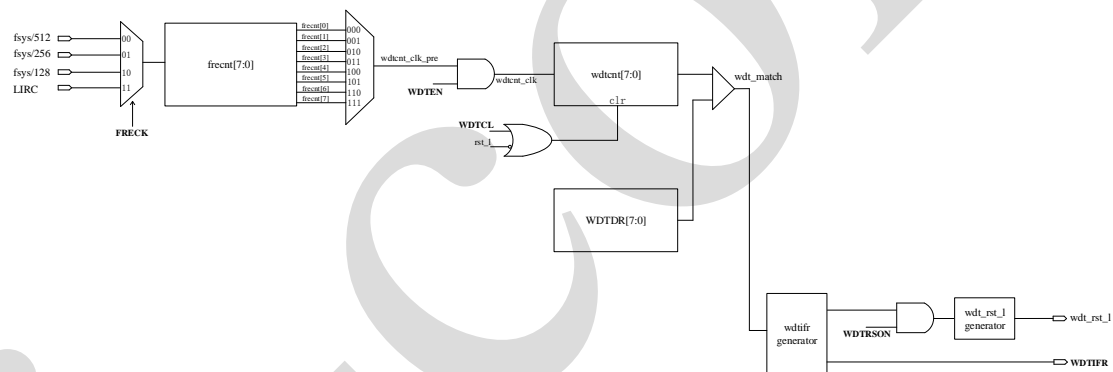 fsys/512
fsys/256
fsys/128
LIRC
00
01
10
11
FRECK
frecnt[7:0]
frecnt[0]
frecnt[1]
frecnt[2]
frecnt[3]
frecnt[4]
frecnt[5]
frecnt[6]
frecnt[7]
000
001
010
011
100
101
110
111
wdtcnt_clk_pre
WDTEN
wdtcnt_clk
wdtcnt[7:0]
clr
WDTCL
rst_l
WDTDR[7:0]
wdt_match
wdtifr
generator
WDTRSON
wdt_rst_l
generator
wdt_rst_l
WDTIFR